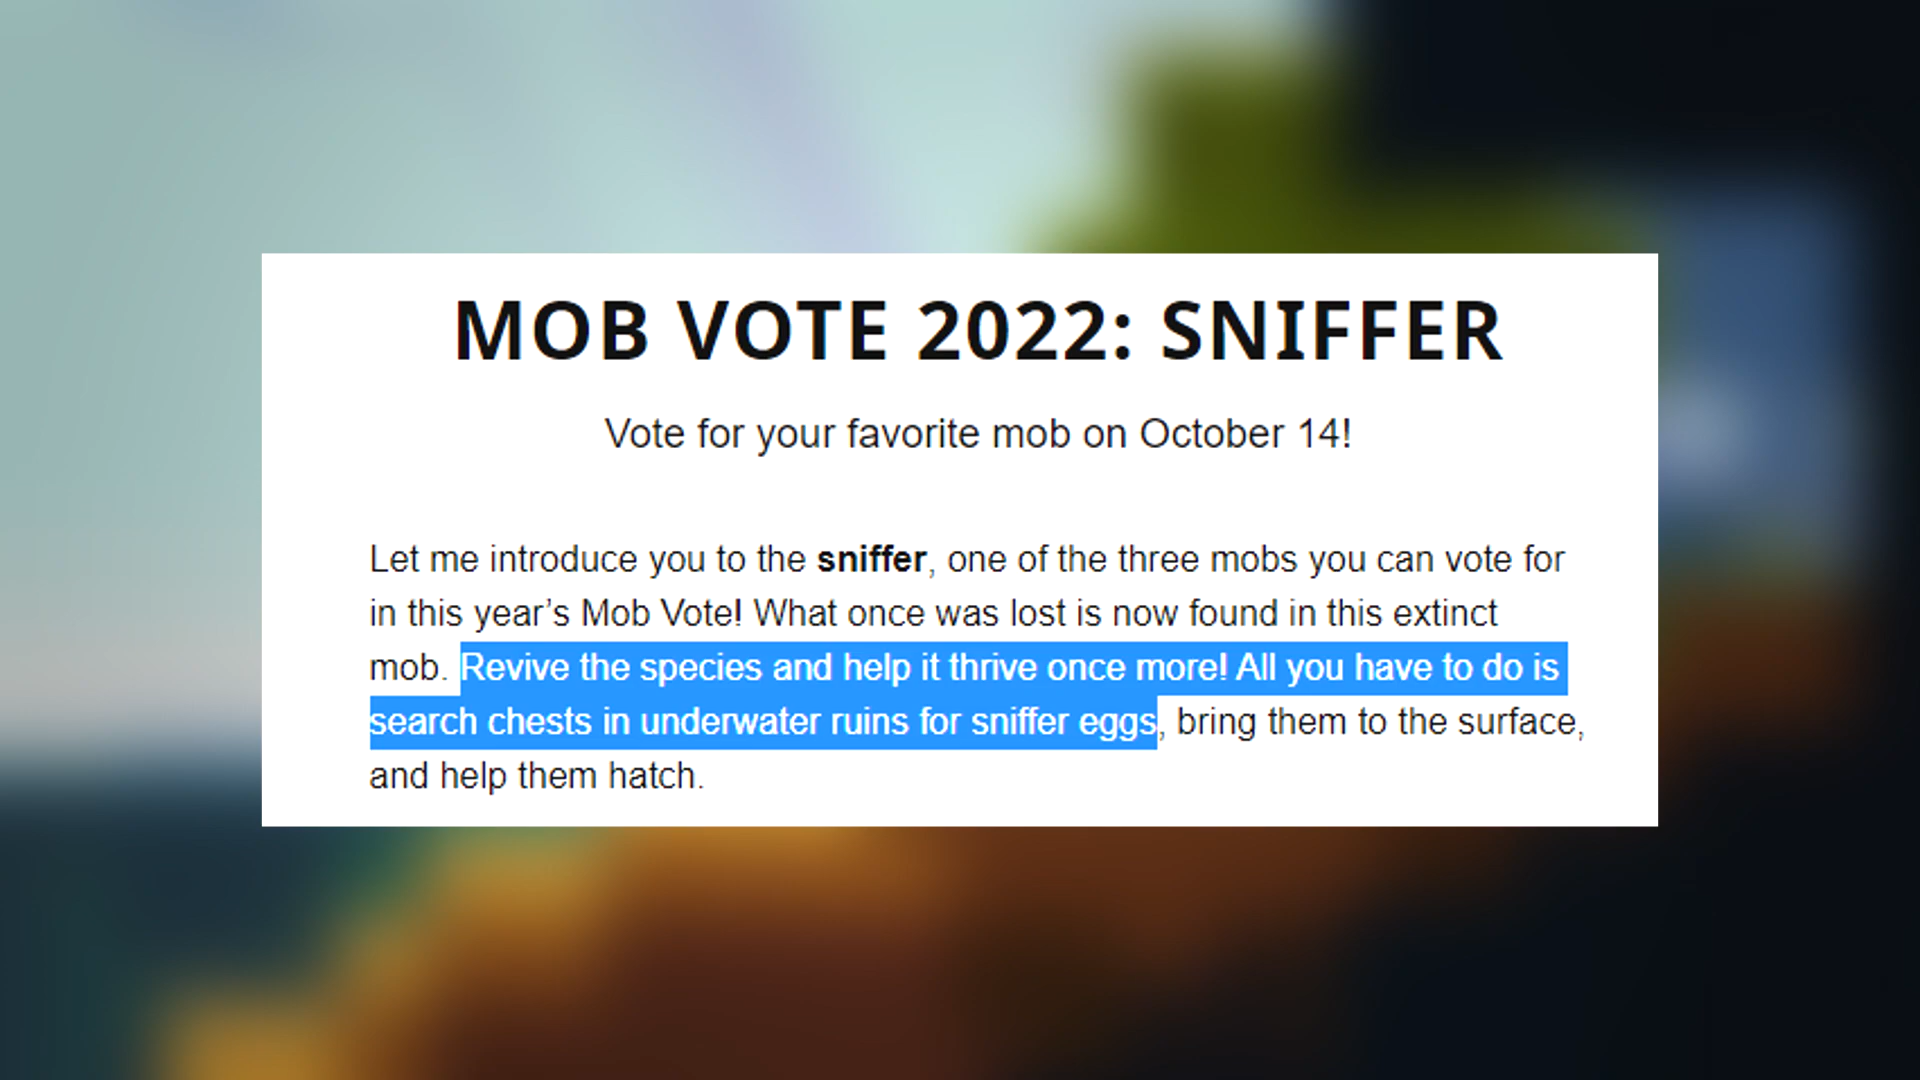 MOB VOTE 2022: SNIFFER
Vote for your favorite mob on October 14!
Let me introduce you to the sniffer, one of the three mobs you can vote for
in this year’s Mob Vote! What once was lost is now found in this extinct
mob. Revive the species and help it thrive once more! All you have to do is
search chests in underwater ruins for sniffer eggs, bring them to the surface,
and help them hatch.